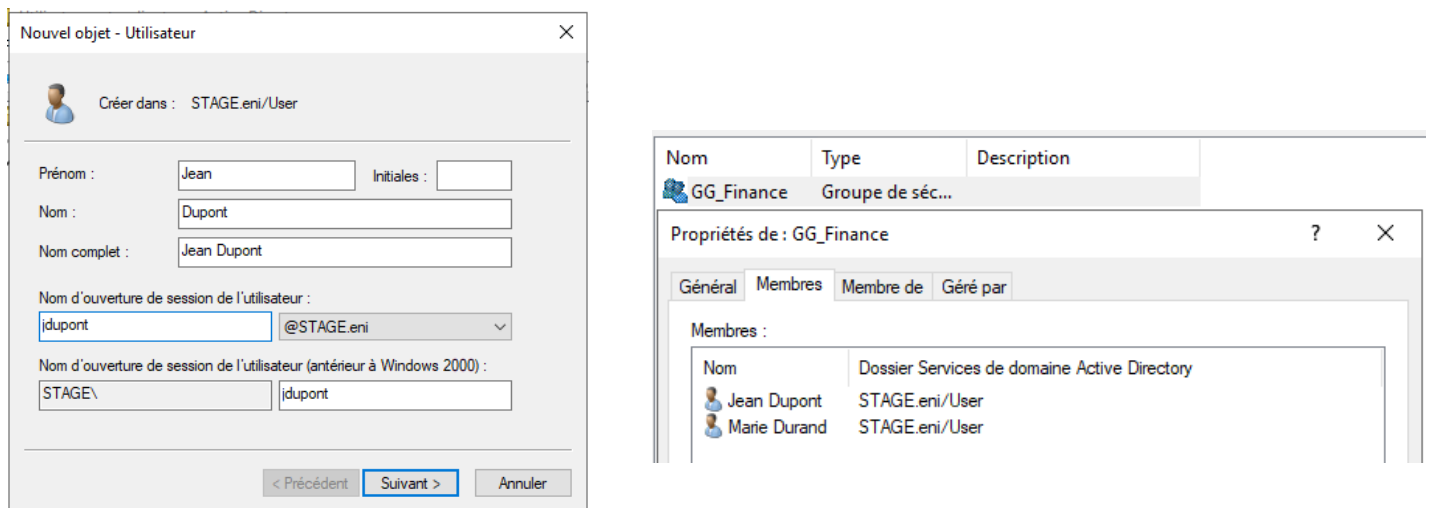 Nouvel objet - Utilisateur
Créer dans : STAGE.eni/User
Prénom : Jean Initiales :
Nom : Dupont
Nom complet : Jean Dupont
Nom d'ouverture de session de l'utilisateur :
jdupont @STAGE.eni
Nom d'ouverture de session de l'utilisateur (antérieur à Windows 2000) :
STAGE\ jdupont
< Précédent Suivant > Annuler
Nom Type Description
GG_Finance Groupe de séc...
Propriétés de : GG_Finance ?
Général Membres Membre de Géré par
Membres :
Nom Dossier Services de domaine Active Directory
Jean Dupont STAGE.eni/User
Marie Durand STAGE.eni/User